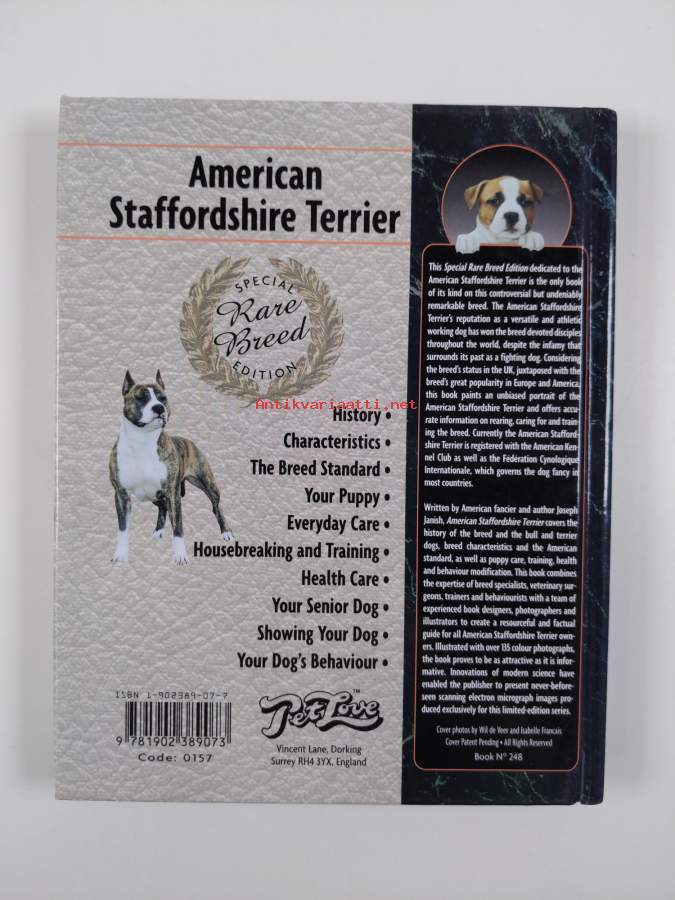 American
Staffordshire Terrier
SPECIAL
Rare
Breed
EDITION
Antikvariaatti.net
History •
Characteristics •
The Breed Standard •
Your Puppy •
Everyday Care •
Housebreaking and Training •
Health Care •
Your Senior Dog •
Showing Your Dog •
Your Dog's Behaviour •
ISBN 1-902389-07-7
9 781902 389073
Code: 0157
PetLove™
Vincent Lane, Dorking
Surrey RH4 3YX, England
This Special Rare Breed Edition dedicated to the
American Staffordshire Terrier is the only book
of its kind on this controversial but undeniably
remarkable breed. The American Staffordshire
Terrier's reputation as a versatile and athletic
working dog has won the breed devoted disciples
throughout the world, despite the infamy that
surrounds its past as a fighting dog. Considering
the breed's status in the UK, juxtaposed with the
breed's great popularity in Europe and America,
this book paints an unbiased portrait of the
American Staffordshire Terrier and offers accu-
rate information on rearing, caring for and train-
ing the breed. Currently the American Stafford-
shire Terrier is registered with the American Ken-
nel Club as well as the Féderation Cynologique
Internationale, which governs the dog fancy in
most countries.
Written by American fancier and author Joseph
Janish, American Staffordshire Terrier covers the
history of the breed and the bull and terrier
dogs, breed characteristics and the American
standard, as well as puppy care, training, health
and behaviour modification. This book combines
the expertise of breed specialists, veterinary sur-
geons, trainers and behaviourists with a team of
experienced book designers, photographers and
illustrators to create a resourceful and factual
guide for all American Staffordshire Terrier own-
ers. Illustrated with over 135 colour photographs,
the book proves to be as attractive as it is infor-
mative. Innovations of modern science have
enabled the publisher to present never-before-
seen scanning electron micrograph images pro-
duced exclusively for this limited-edition series.
Cover photos by Wil de Veer and Isabelle Francais
Cover Patent Pending • All Rights Reserved
Book Nº 248